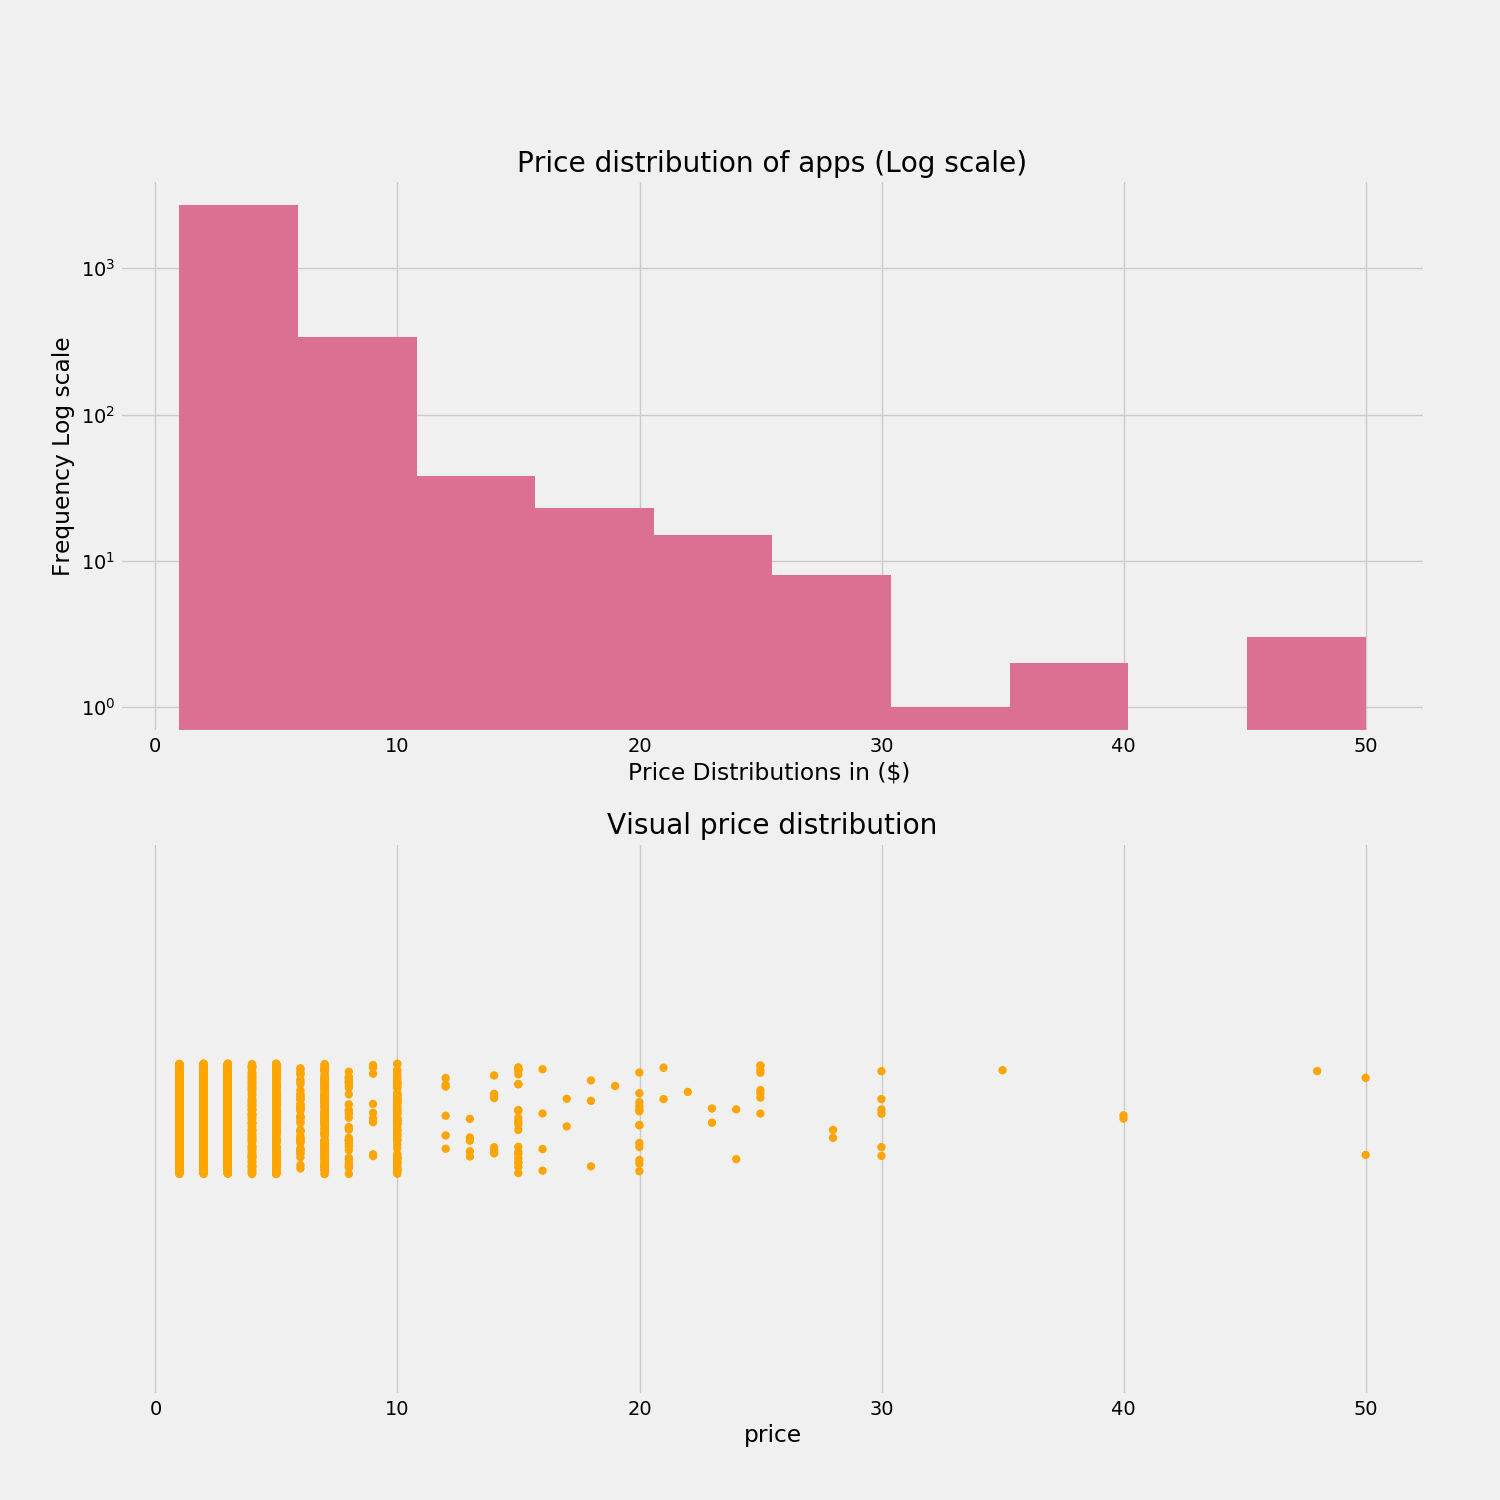 Price distribution of apps (Log scale)
Frequency Log scale
10³
10²
10¹
10⁰
0 10 20 30 40 50
Price Distributions in ($)
Visual price distribution
0 10 20 30 40 50
price